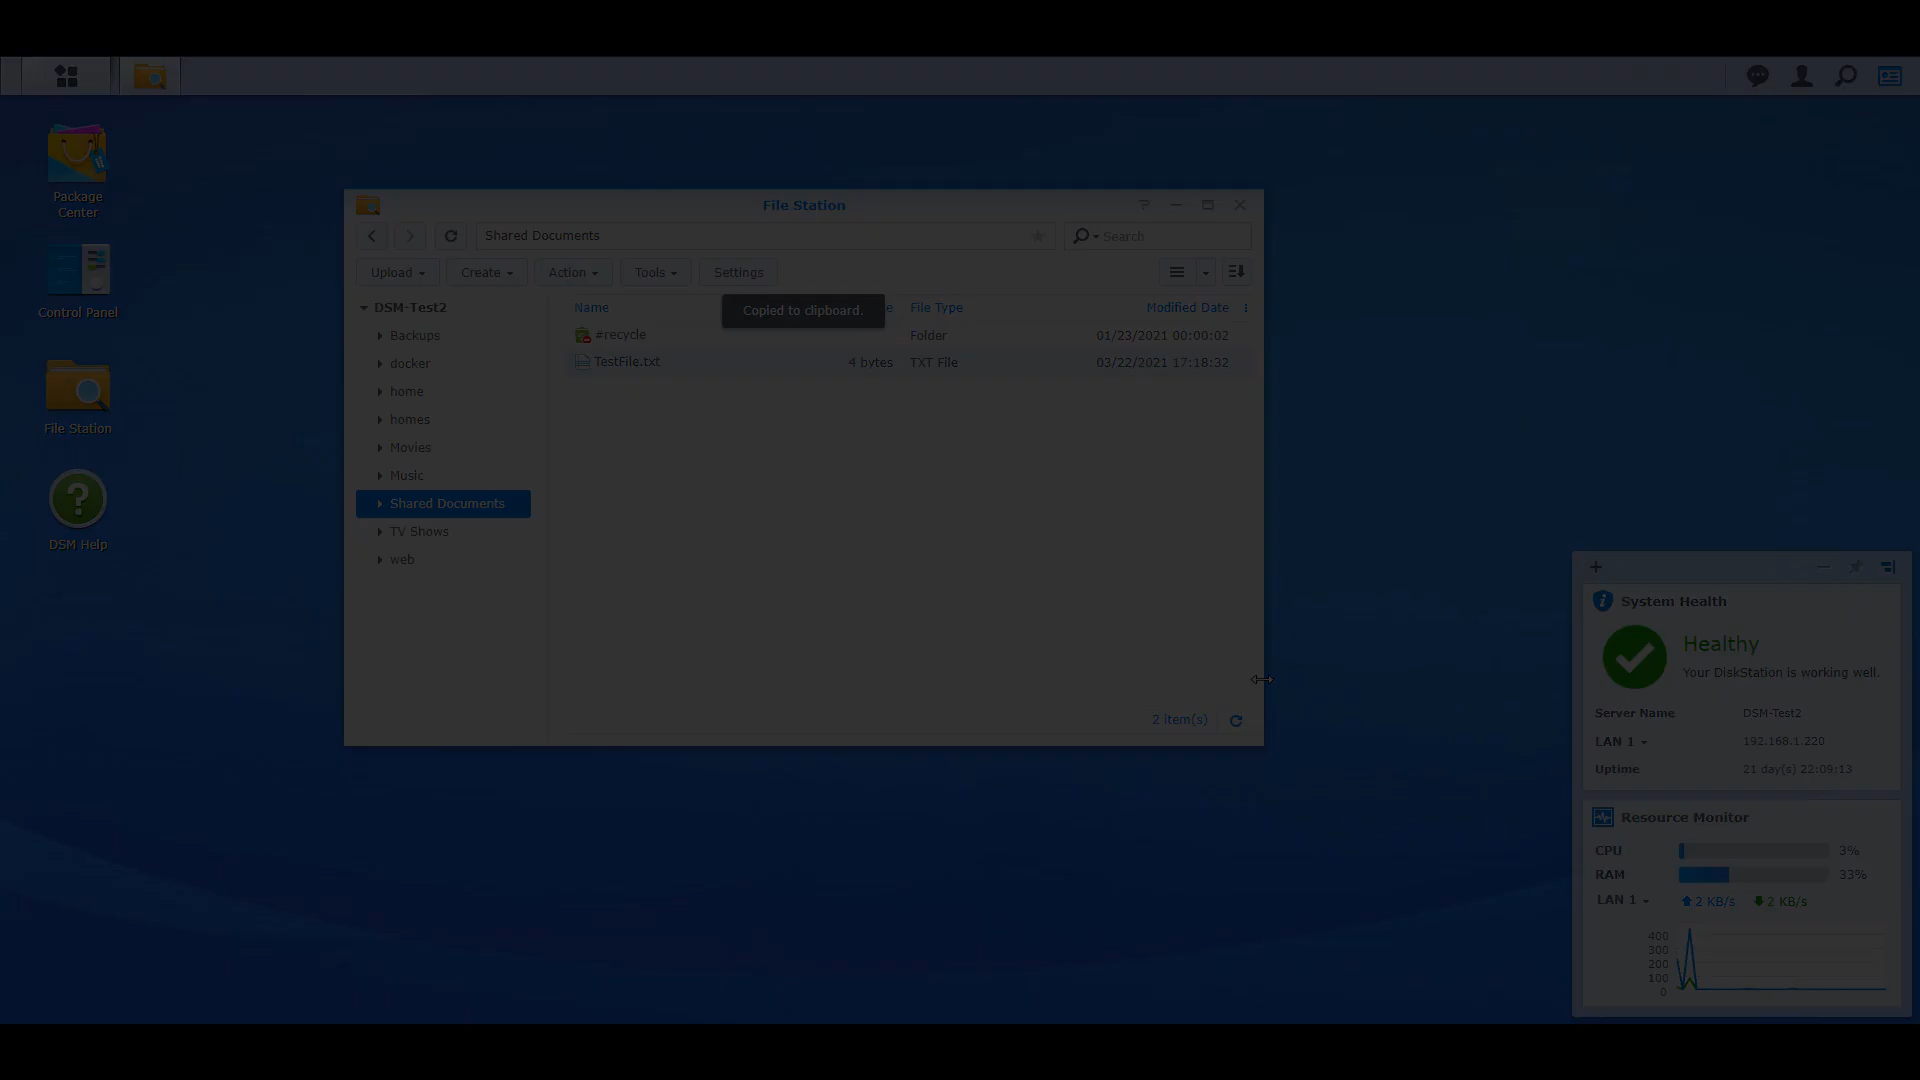 Package
Center
Control Panel
File Station
DSM Help
File Station
Shared Documents
Search
Upload Create Action Tools Settings
DSM-Test2
Backups
docker
home
homes
Movies
Music
Shared Documents
TV Shows
web
Name e File Type Modified Date
Copied to clipboard.
#recycle Folder 01/23/2021 00:00:02
TestFile.txt 4 bytes TXT File 03/22/2021 17:18:32
2 item(s)
System Health
Healthy
Your DiskStation is working well.
Server Name DSM-Test2
LAN 1 192.168.1.220
Uptime 21 day(s) 22:09:13
Resource Monitor
CPU 3%
RAM 33%
LAN 1 2 KB/s 2 KB/s
400
300
200
100
0